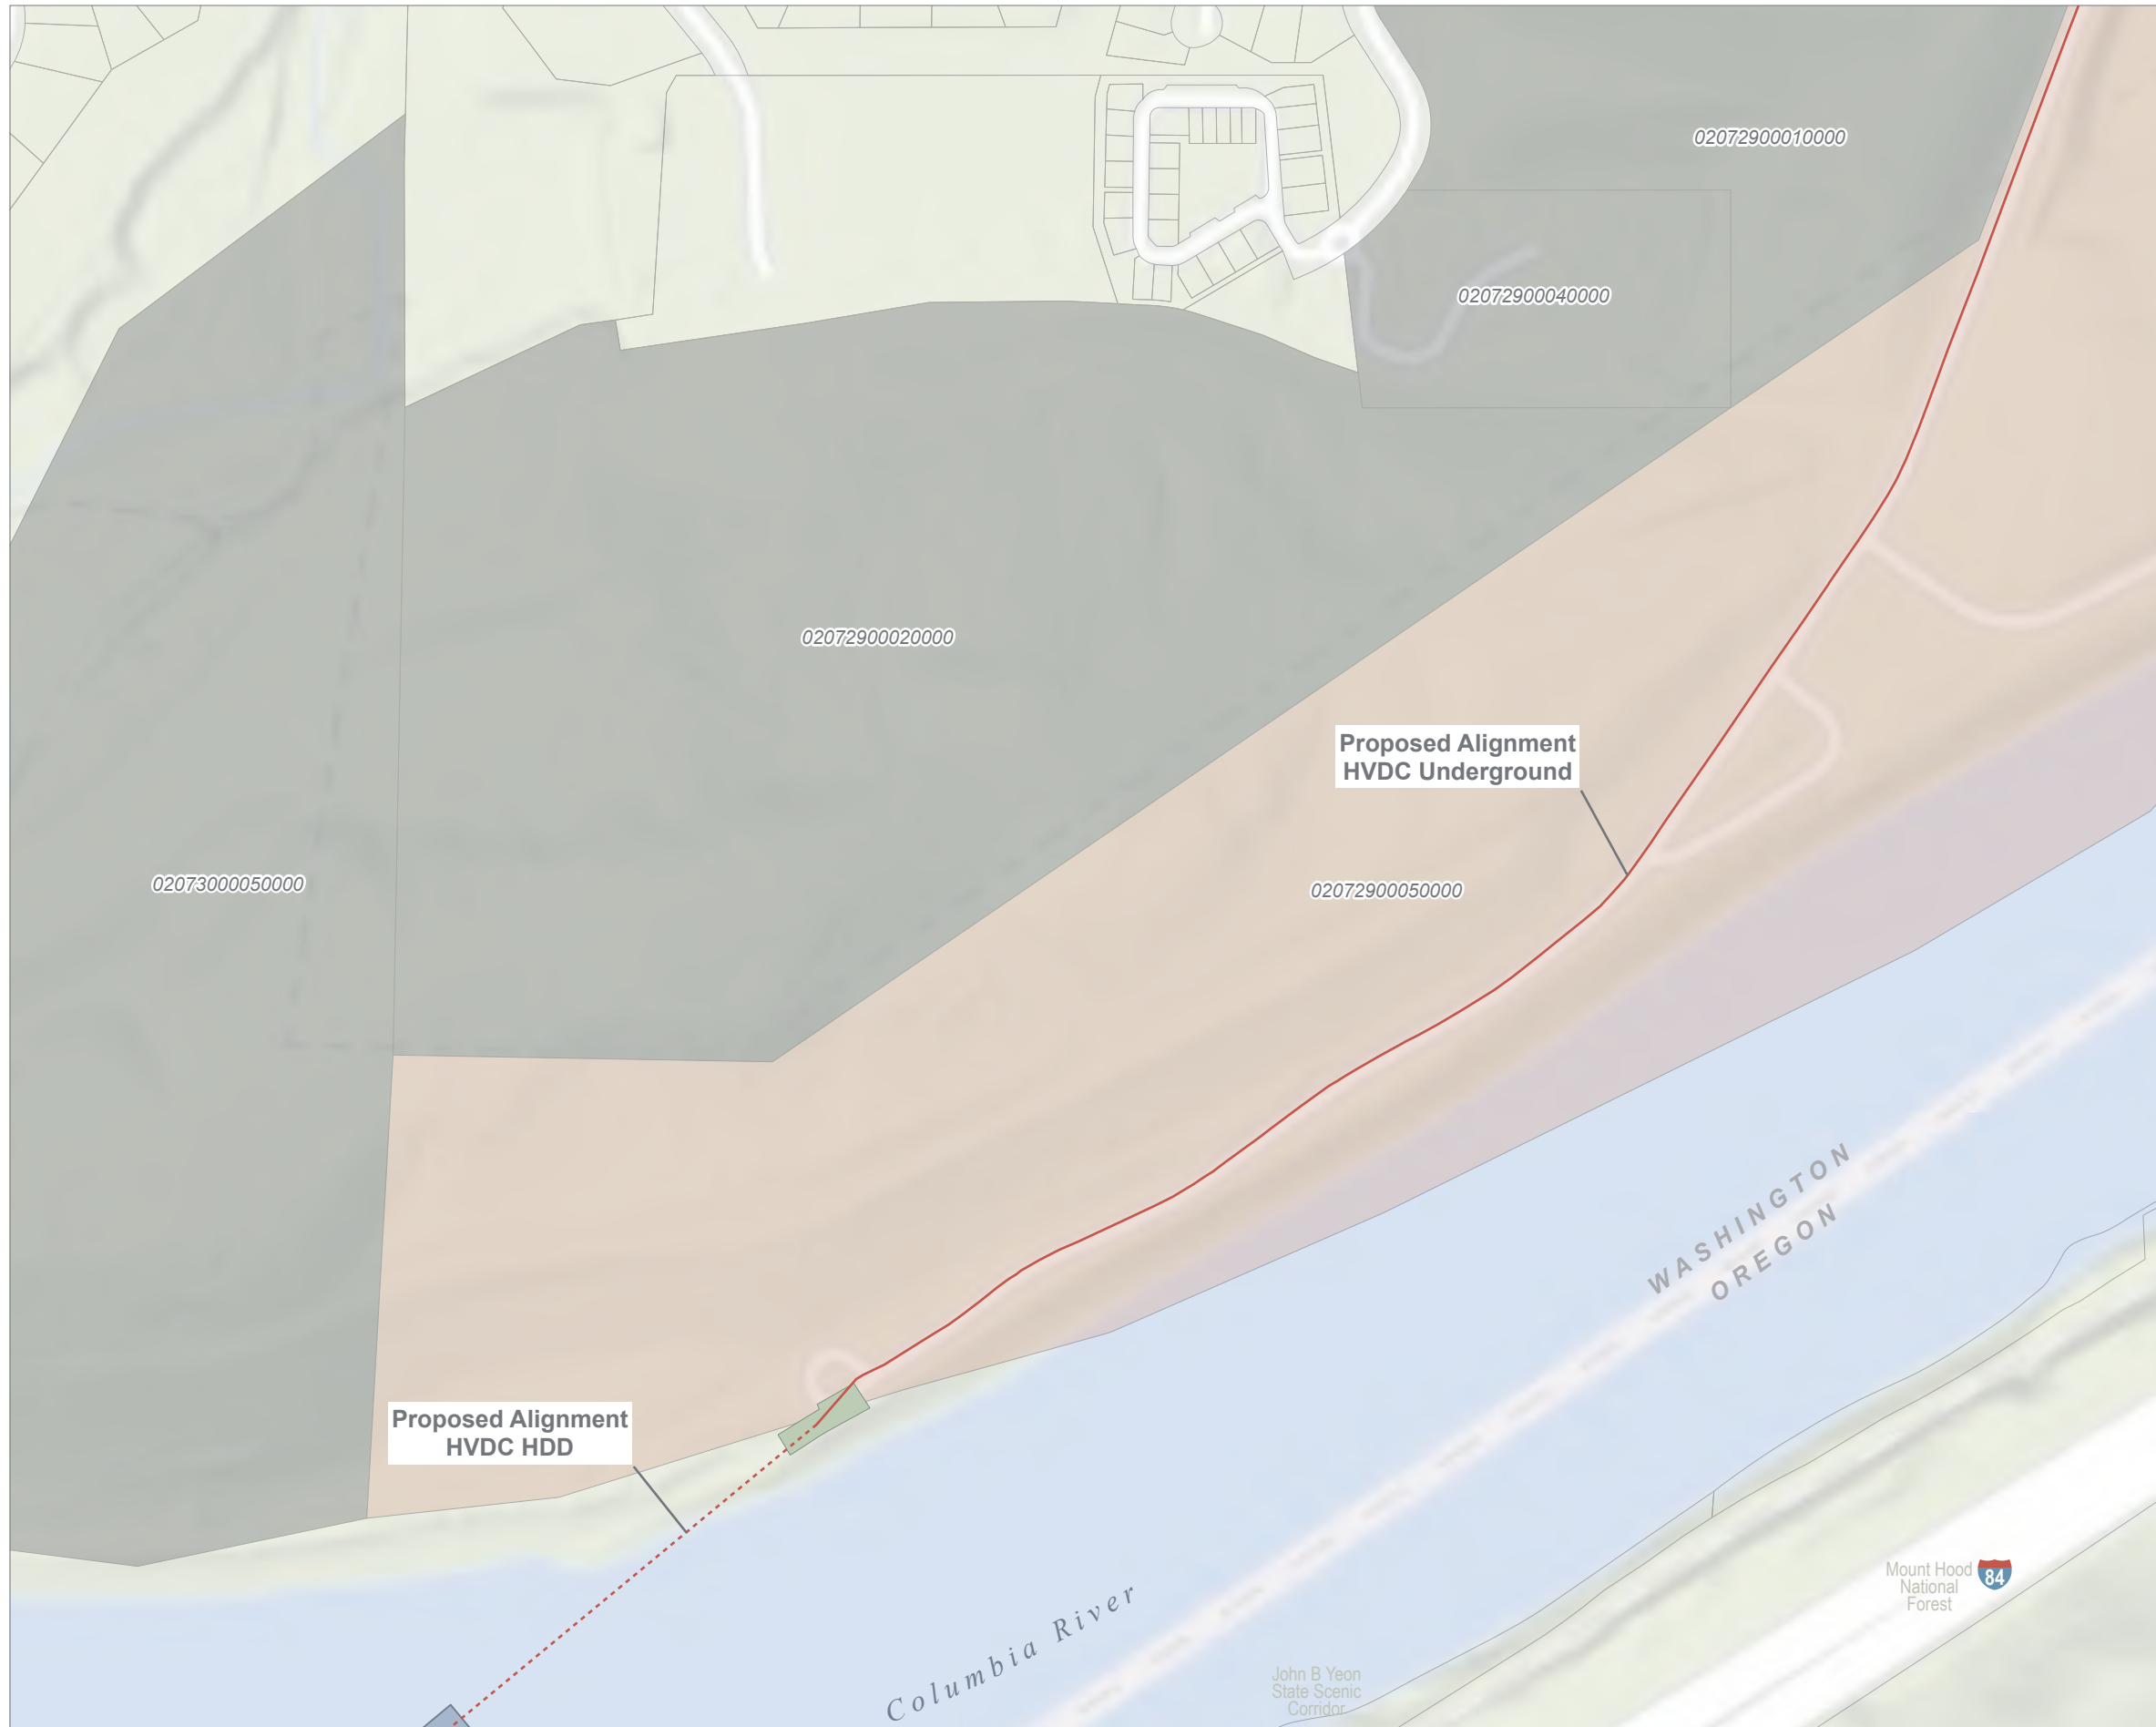 02072900010000
02072900040000
02072900020000
Proposed Alignment
HVDC Underground
02073000050000
02072900050000
WASHINGTON
OREGON
Proposed Alignment
HVDC HDD
Mount Hood
National
Forest
84
Columbia River
John B Yeon
State Scenic
Corridor